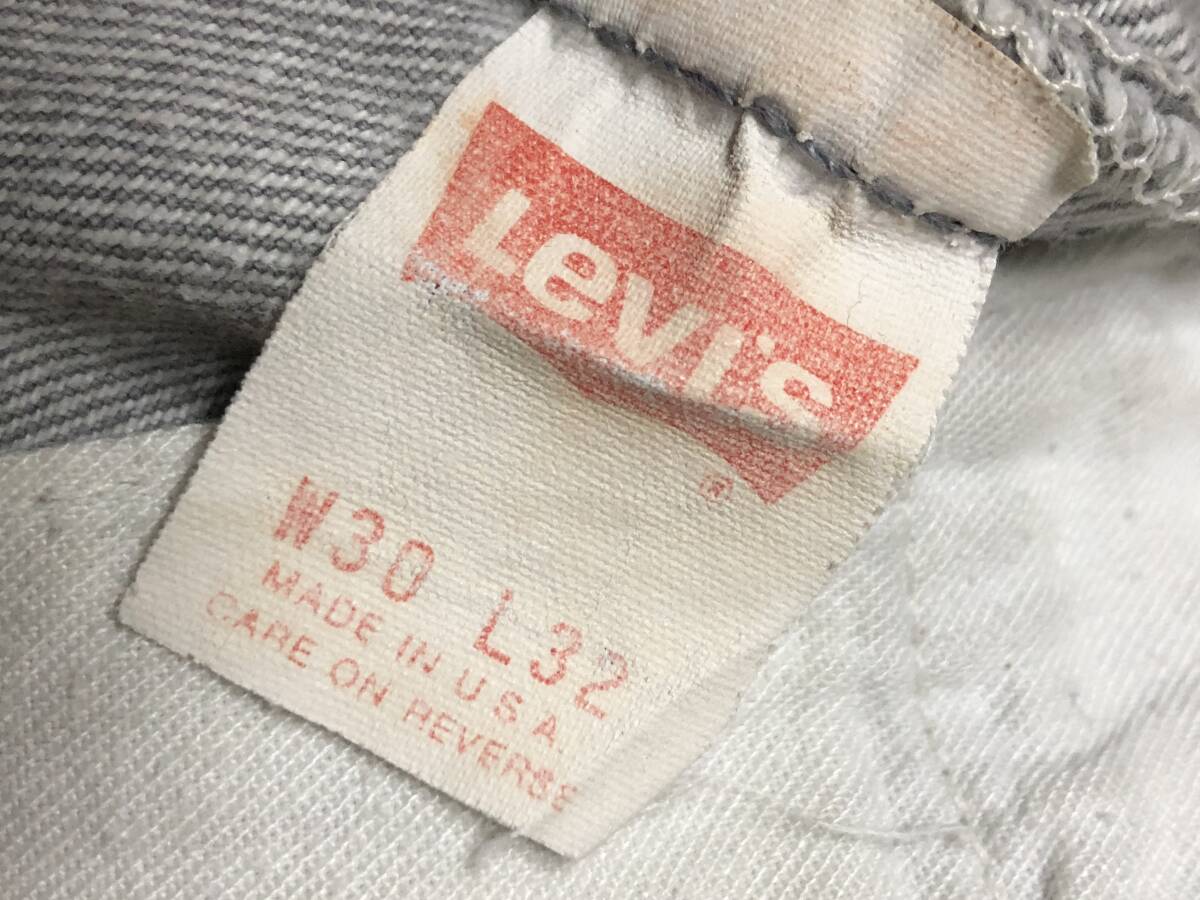 Levi's
®
W30 L32
MADE IN U.S.A.
CARE ON REVERSE